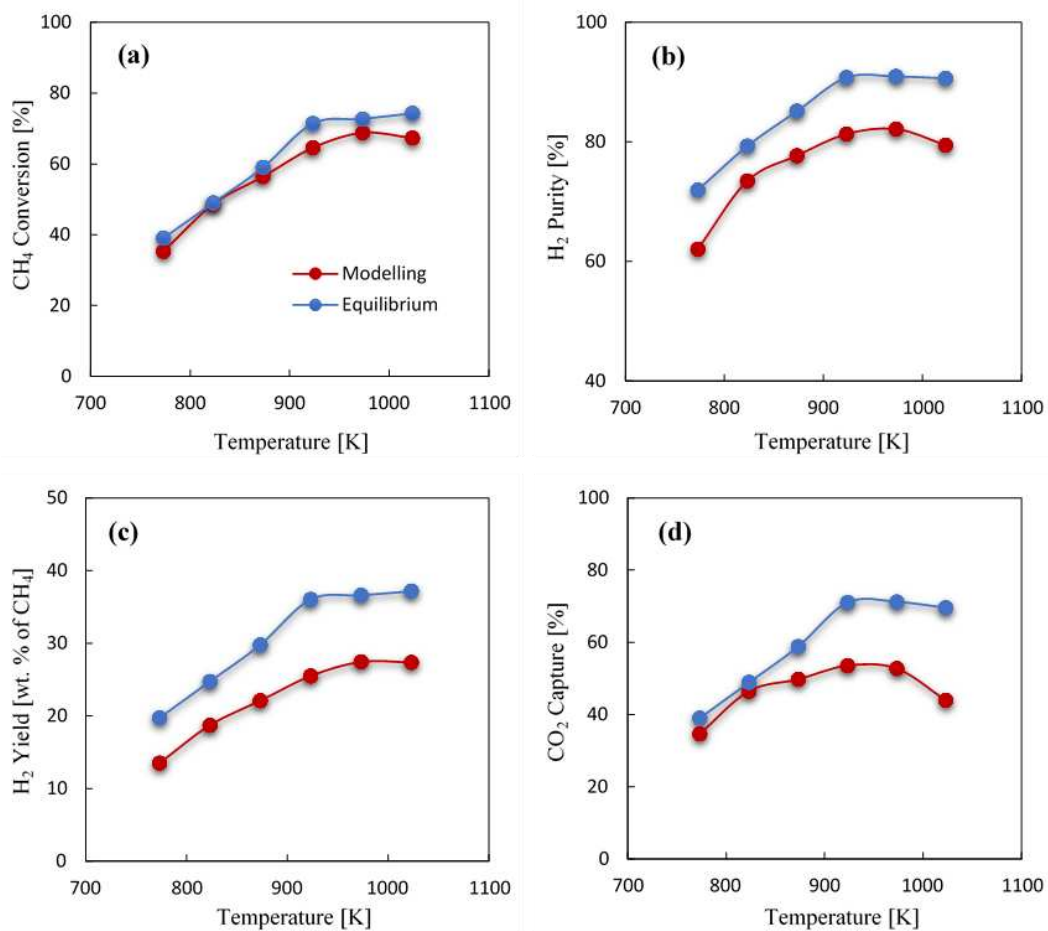 (a)
CH₄ Conversion [%]
100
80
60
40
20
0
Modelling
Equilibrium
700 800 900 1000 1100
Temperature [K]
(b)
H₂ Purity [%]
100
80
60
40
700 800 900 1000 1100
Temperature [K]
(c)
H₂ Yield [wt. % of CH₄]
50
40
30
20
10
0
700 800 900 1000 1100
Temperature [K]
(d)
CO₂ Capture [%]
100
80
60
40
20
0
700 800 900 1000 1100
Temperature [K]